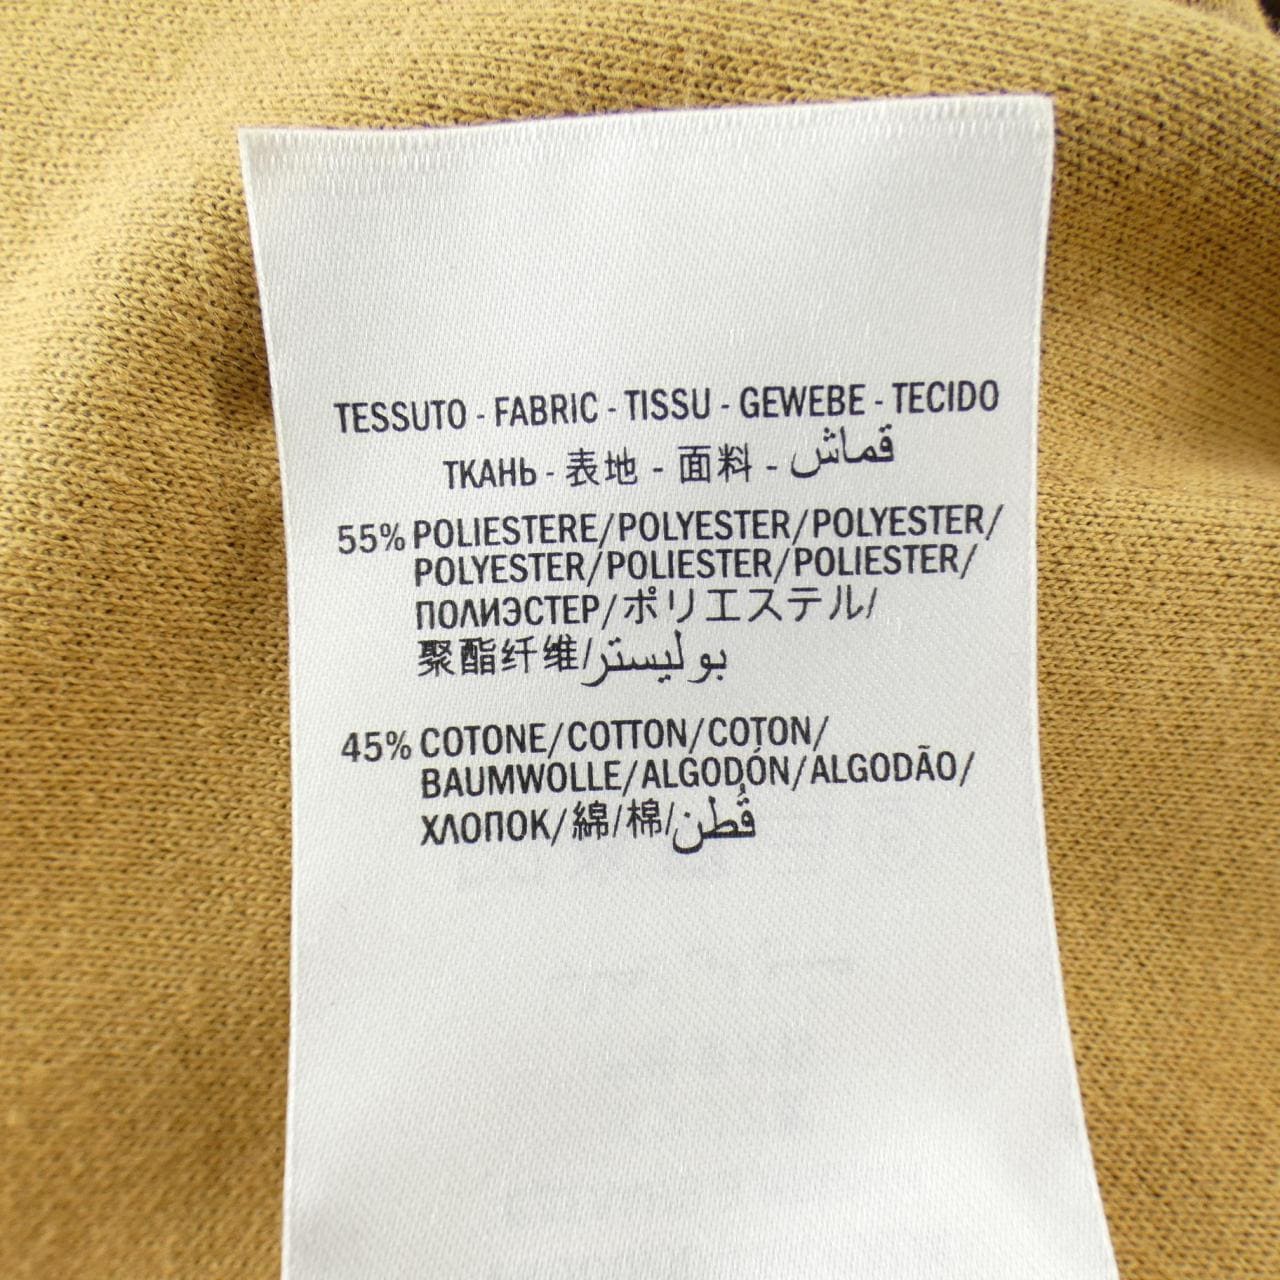 TESSUTO - FABRIC - TISSU - GEWEBE - TECIDO
ТКАНЬ - 表地 - 面料 - قماش
55% POLIESTERE/POLYESTER/POLYESTER/
POLYESTER/POLIESTER/POLIESTER/
ПОЛИЭСТЕР/ポリエステル/
聚酯纤维/بوليستر
45% COTONE/COTTON/COTON/
BAUMWOLLE/ALGODÓN/ALGODÃO/
ХЛОПОК/綿/棉/قُطن